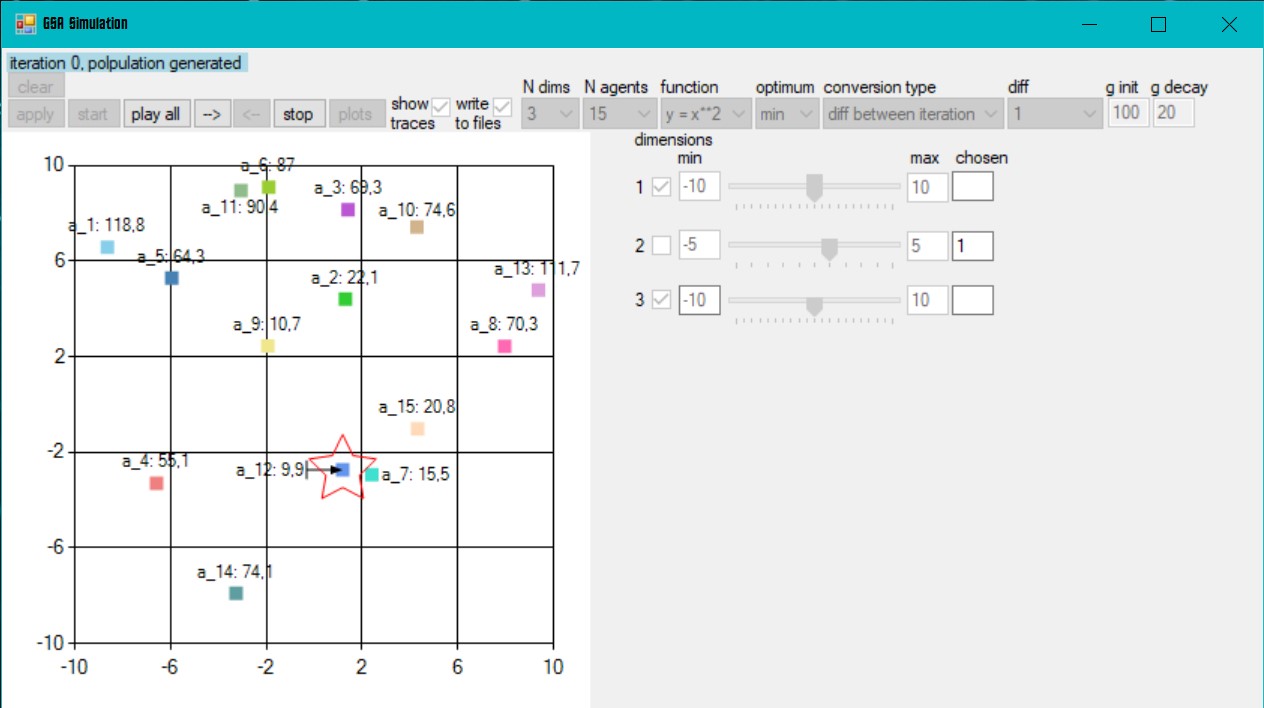 GSA Simulation
iteration 0, polpulation generated
clear
N dims N agents function optimum conversion type diff g init g decay
apply start play all --> <-- stop plots show traces write to files 3 15 y = x**2 min diff between iteration 1 100 20
dimensions
min max chosen
1 -10 10
2 -5 5 1
3 -10 10
10
6
2
-2
-6
-10
-10 -6 -2 2 6 10
a_6: 87
a_3: 69,3
a_11: 90,4
a_10: 74,6
a_1: 118,8
a_5: 64,3
a_13: 111,7
a_2: 22,1
a_9: 10,7
a_8: 70,3
a_15: 20,8
a_4: 55,1
a_12: 9,9
a_7: 15,5
a_14: 74,1